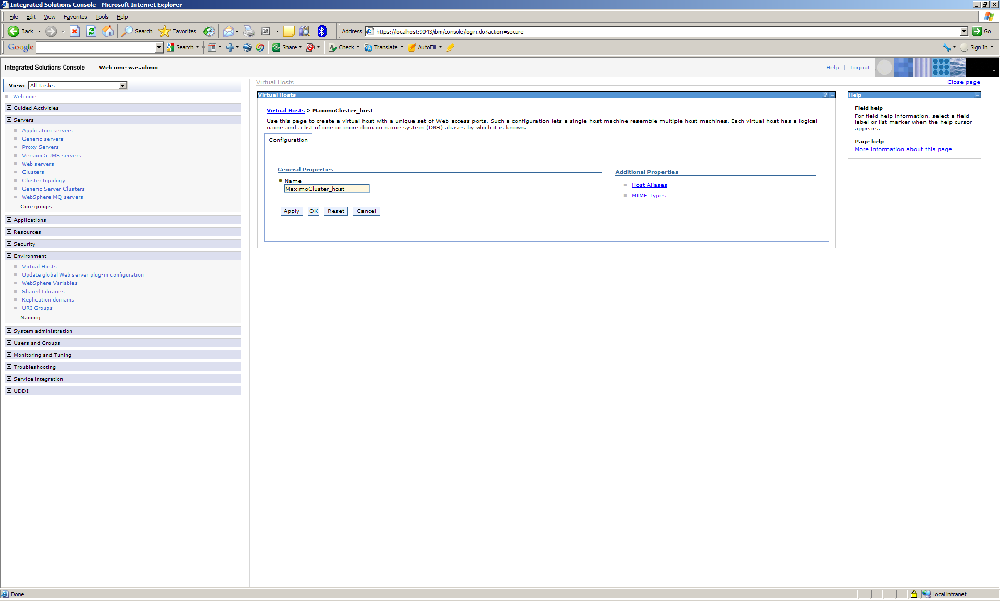 Integrated Solutions Console - Microsoft Internet Explorer
File Edit View Favorites Tools Help
Back Search Favorites Address https://localhost:9043/ibm/console/login.do?action=secure Go
Google Search Share Check Translate AutoFill Sign In
Integrated Solutions Console Welcome wasadmin Help | Logout IBM.
View: All tasks
Welcome
Guided Activities
Servers
Application servers
Generic servers
Proxy Servers
Version 5 JMS servers
Web servers
Clusters
Cluster topology
Generic Server Clusters
WebSphere MQ servers
Core groups
Applications
Resources
Security
Environment
Virtual Hosts
Update global Web server plug-in configuration
WebSphere Variables
Shared Libraries
Replication domains
URI Groups
Naming
System administration
Users and Groups
Monitoring and Tuning
Troubleshooting
Service integration
UDDI
Virtual Hosts Close page
Virtual Hosts ?
Virtual Hosts > MaximoCluster_host
Use this page to create a virtual host with a unique set of Web access ports. Such a configuration lets a single host machine resemble multiple host machines. Each virtual host has a logical
name and a list of one or more domain name system (DNS) aliases by which it is known.
Configuration
General Properties
* Name
MaximoCluster_host
Apply OK Reset Cancel
Additional Properties
Host Aliases
MIME Types
Help
Field help
For field help information, select a field
label or list marker when the help cursor
appears.
Page help
More information about this page
Done Local intranet